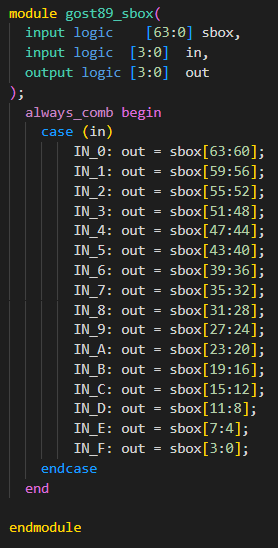 module gost89_sbox(
  input logic    [63:0] sbox,
  input logic  [3:0]  in,
  output logic [3:0]  out
);
  always_comb begin
    case (in)
        IN_0: out = sbox[63:60];
        IN_1: out = sbox[59:56];
        IN_2: out = sbox[55:52];
        IN_3: out = sbox[51:48];
        IN_4: out = sbox[47:44];
        IN_5: out = sbox[43:40];
        IN_6: out = sbox[39:36];
        IN_7: out = sbox[35:32];
        IN_8: out = sbox[31:28];
        IN_9: out = sbox[27:24];
        IN_A: out = sbox[23:20];
        IN_B: out = sbox[19:16];
        IN_C: out = sbox[15:12];
        IN_D: out = sbox[11:8];
        IN_E: out = sbox[7:4];
        IN_F: out = sbox[3:0];
    endcase
  end

endmodule